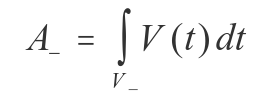 A_ = ∫V(t)dt
V_